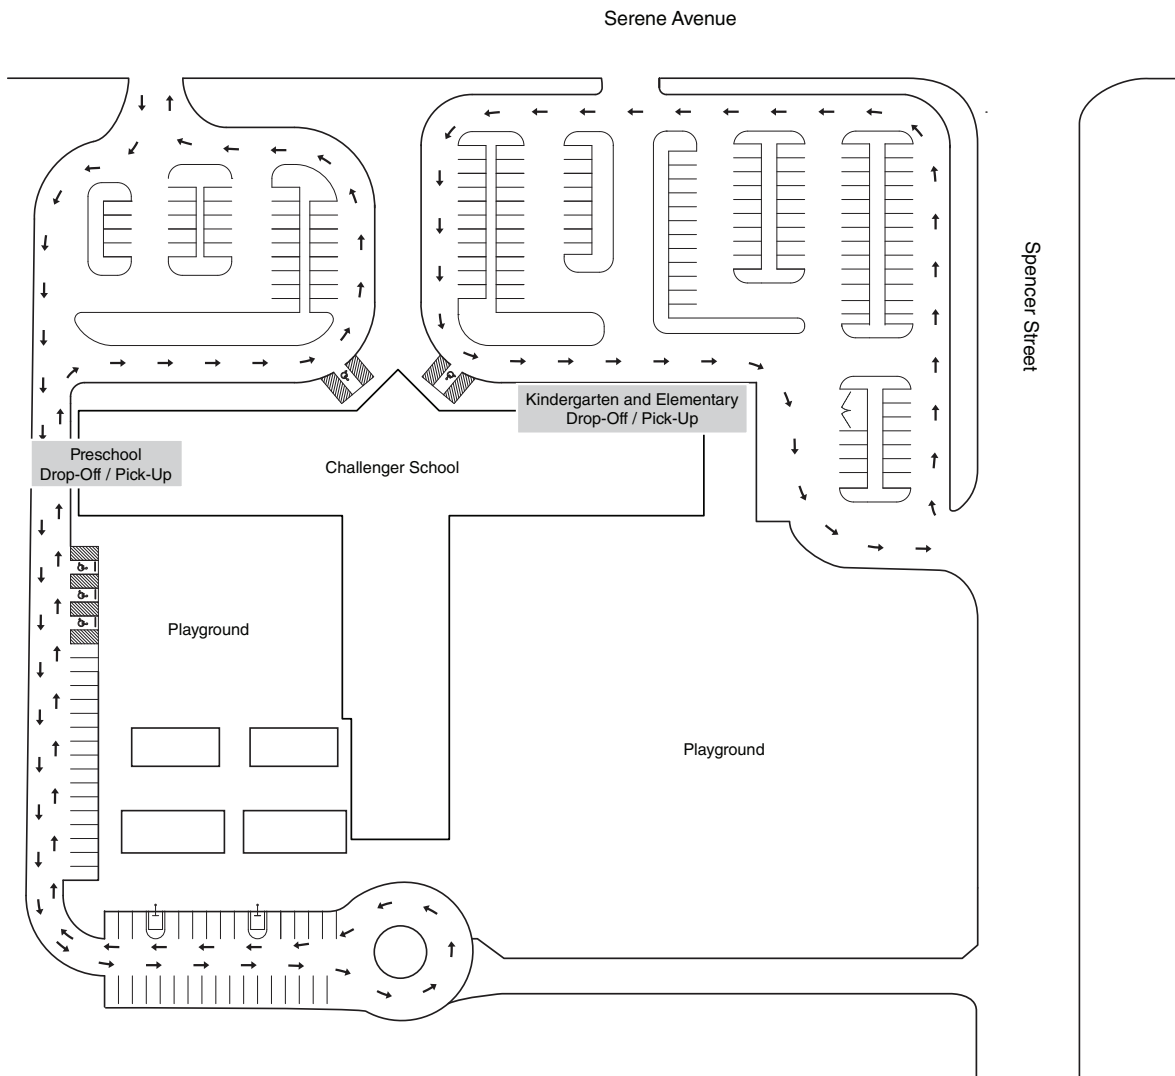 Serene Avenue
Spencer Street
Kindergarten and Elementary
Drop-Off / Pick-Up
Preschool
Drop-Off / Pick-Up
Challenger School
Playground
Playground